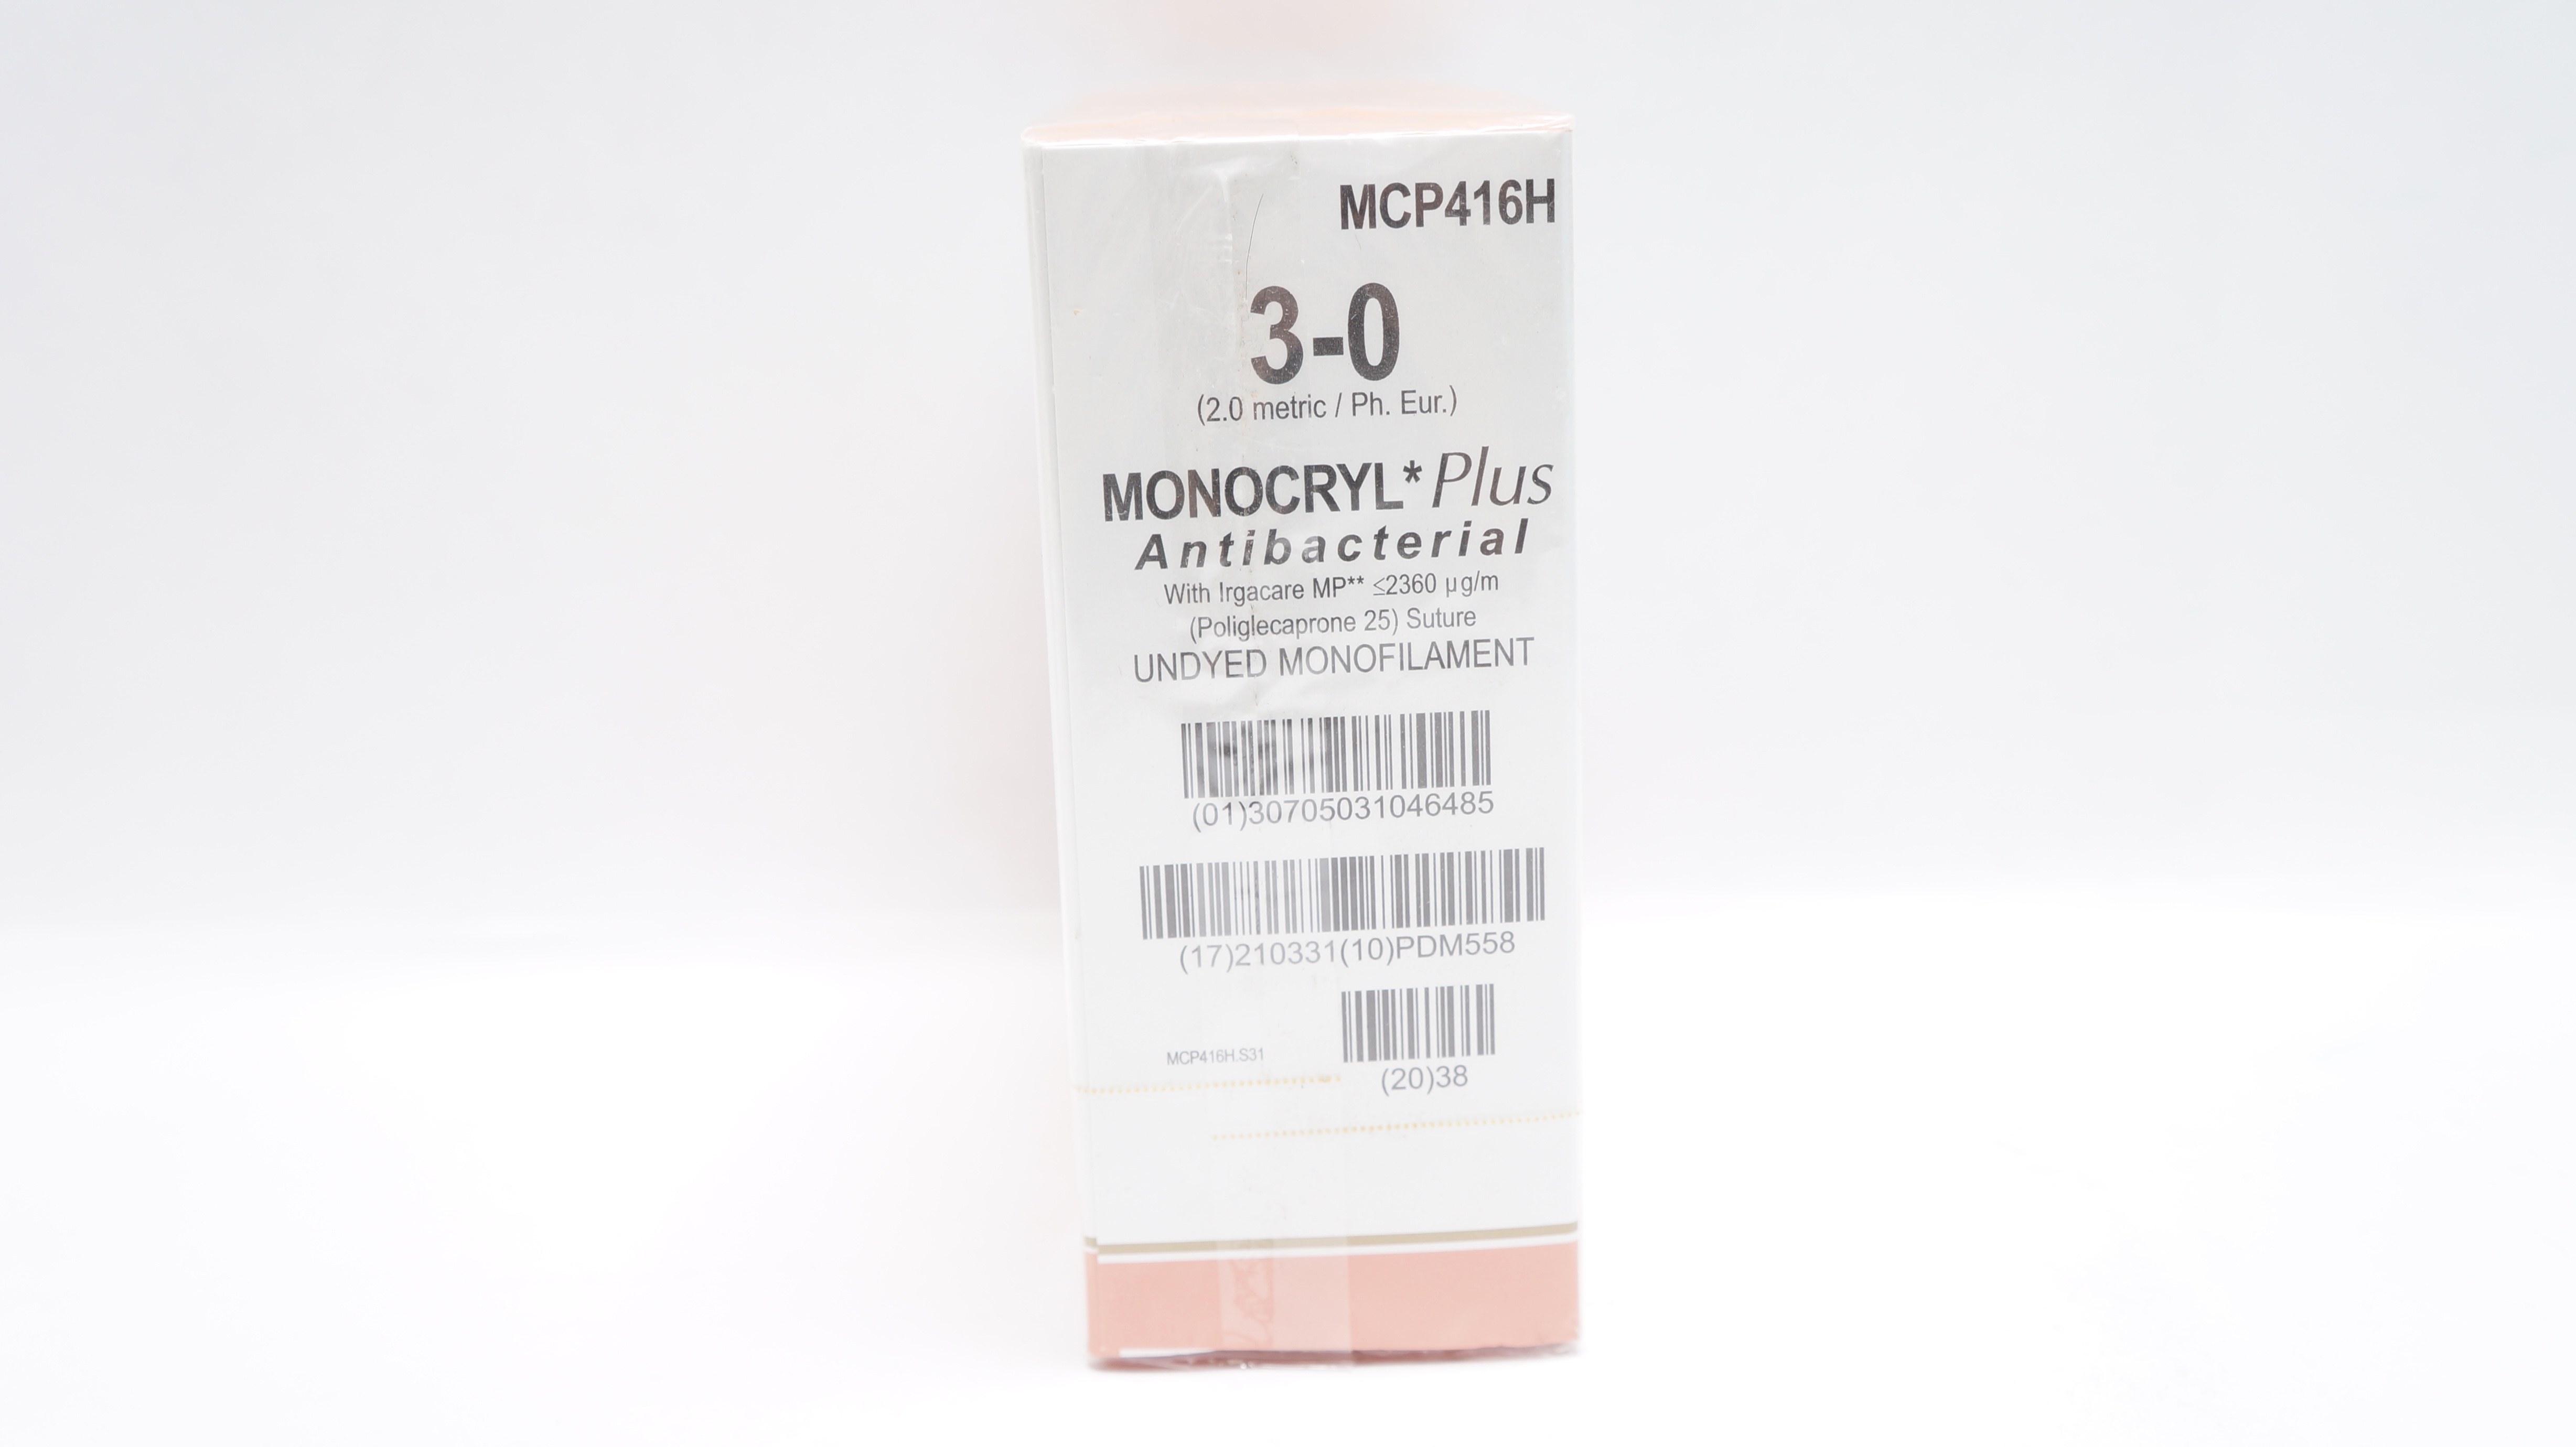 MCP416H
3-0
(2.0 metric / Ph. Eur.)
MONOCRYL* Plus
Antibacterial
With Irgacare MP** ≤2360 µg/m
(Poliglecaprone 25) Suture
UNDYED MONOFILAMENT
(01)30705031046485
(17)210331(10)PDM558
MCP416H.S31
(20)38